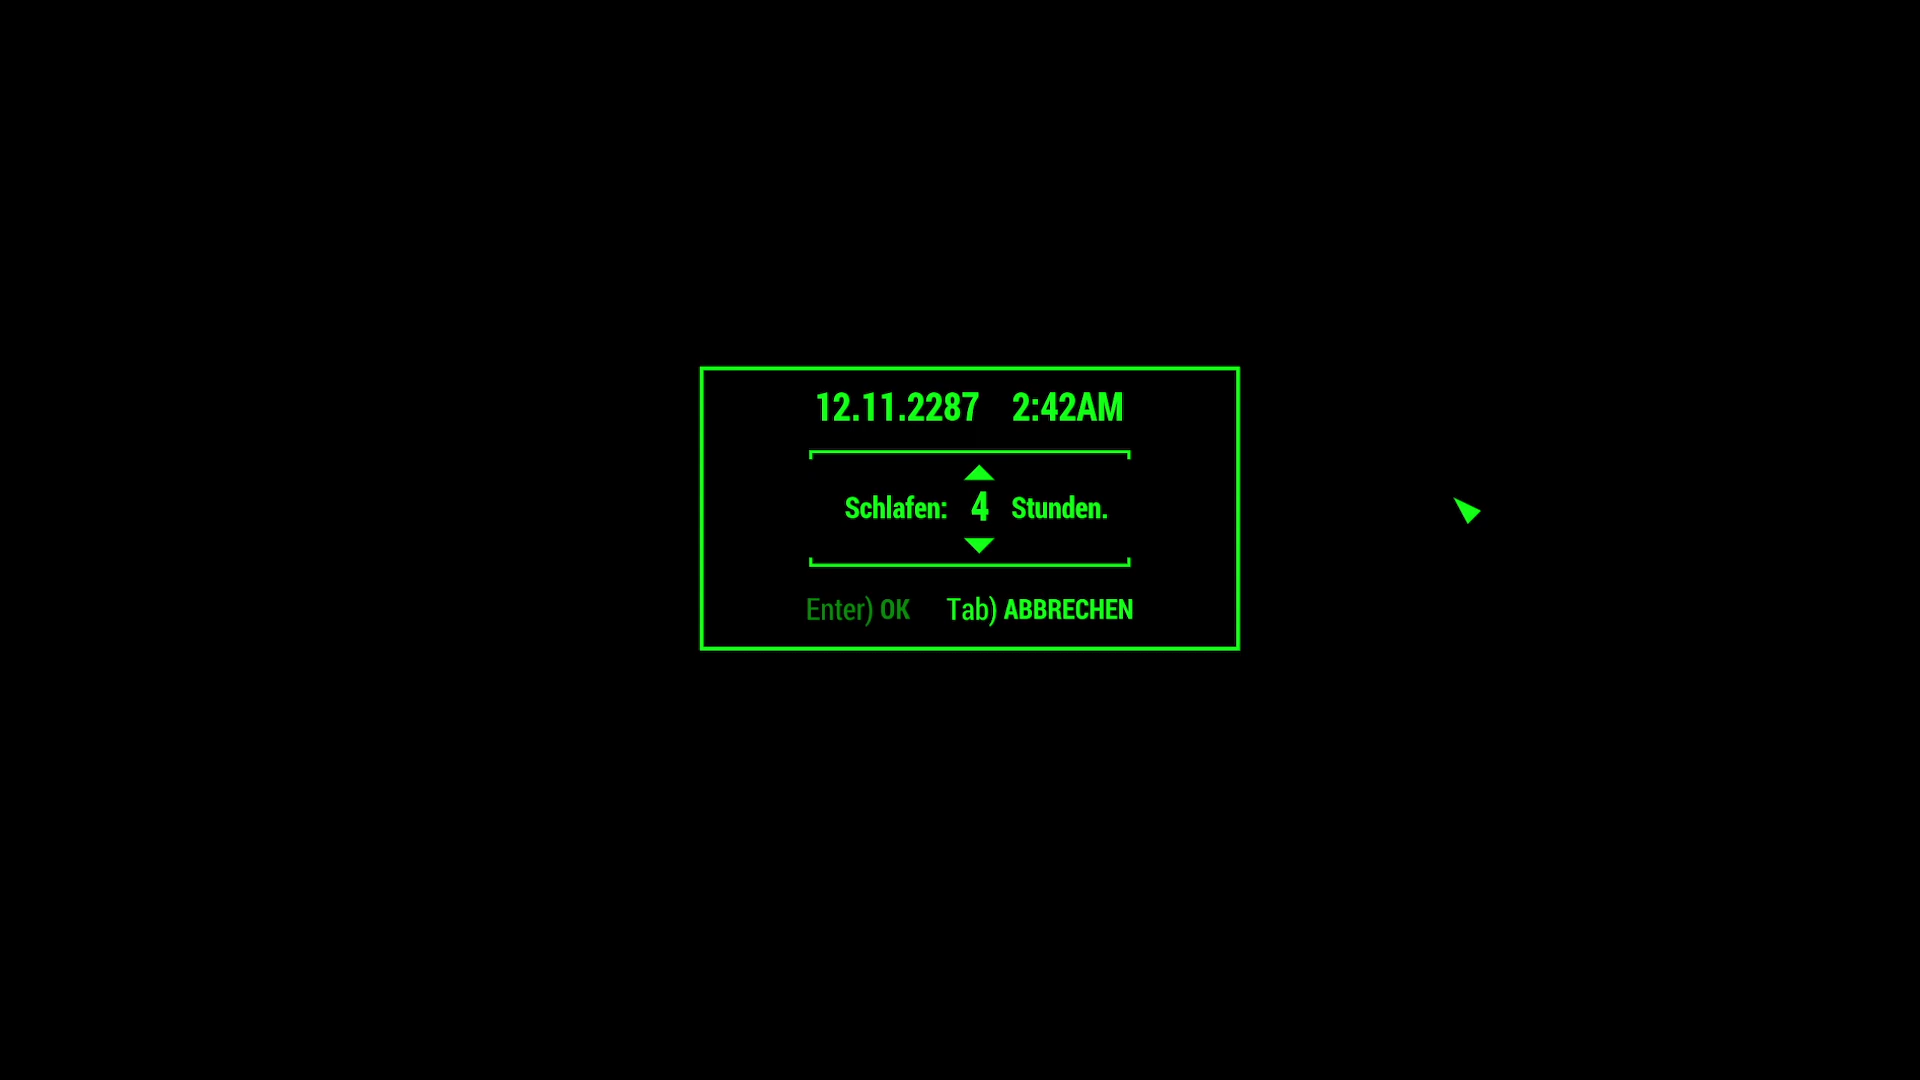 12.11.2287 2:42AM
Schlafen: 4 Stunden.
Enter) OK Tab) ABBRECHEN